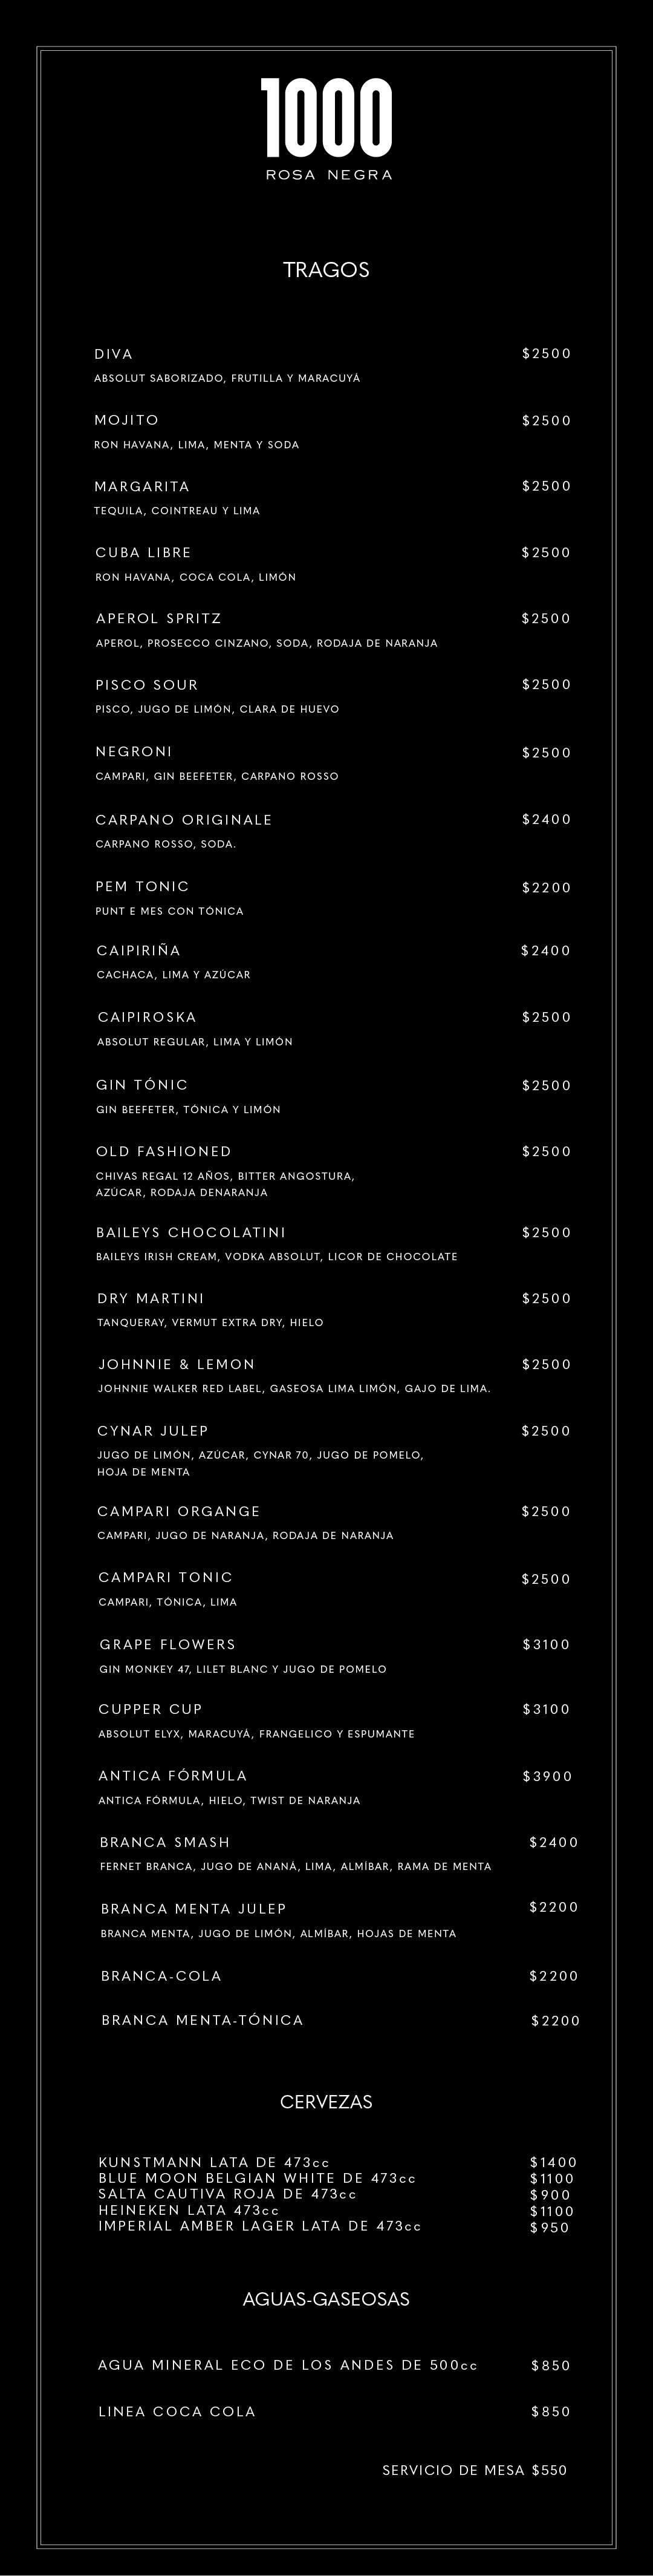 1000
ROSA NEGRA
TRAGOS
DIVA $2500
ABSOLUT SABORIZADO, FRUTILLA Y MARACUYÁ
MOJITO $2500
RON HAVANA, LIMA, MENTA Y SODA
MARGARITA $2500
TEQUILA, COINTREAU Y LIMA
CUBA LIBRE $2500
RON HAVANA, COCA COLA, LIMÓN
APEROL SPRITZ $2500
APEROL, PROSECCO CINZANO, SODA, RODAJA DE NARANJA
PISCO SOUR $2500
PISCO, JUGO DE LIMÓN, CLARA DE HUEVO
NEGRONI $2500
CAMPARI, GIN BEEFETER, CARPANO ROSSO
CARPANO ORIGINALE $2400
CARPANO ROSSO, SODA.
PEM TONIC $2200
PUNT E MES CON TÓNICA
CAIPIRIÑA $2400
CACHACA, LIMA Y AZÚCAR
CAIPIROSKA $2500
ABSOLUT REGULAR, LIMA Y LIMÓN
GIN TÓNIC $2500
GIN BEEFETER, TÓNICA Y LIMÓN
OLD FASHIONED $2500
CHIVAS REGAL 12 AÑOS, BITTER ANGOSTURA,
AZÚCAR, RODAJA DENARANJA
BAILEYS CHOCOLATINI $2500
BAILEYS IRISH CREAM, VODKA ABSOLUT, LICOR DE CHOCOLATE
DRY MARTINI $2500
TANQUERAY, VERMUT EXTRA DRY, HIELO
JOHNNIE & LEMON $2500
JOHNNIE WALKER RED LABEL, GASEOSA LIMA LIMÓN, GAJO DE LIMA.
CYNAR JULEP $2500
JUGO DE LIMÓN, AZÚCAR, CYNAR 70, JUGO DE POMELO,
HOJA DE MENTA
CAMPARI ORGANGE $2500
CAMPARI, JUGO DE NARANJA, RODAJA DE NARANJA
CAMPARI TONIC $2500
CAMPARI, TÓNICA, LIMA
GRAPE FLOWERS $3100
GIN MONKEY 47, LILET BLANC Y JUGO DE POMELO
CUPPER CUP $3100
ABSOLUT ELYX, MARACUYÁ, FRANGELICO Y ESPUMANTE
ANTICA FÓRMULA $3900
ANTICA FÓRMULA, HIELO, TWIST DE NARANJA
BRANCA SMASH $2400
FERNET BRANCA, JUGO DE ANANÁ, LIMA, ALMÍBAR, RAMA DE MENTA
BRANCA MENTA JULEP $2200
BRANCA MENTA, JUGO DE LIMÓN, ALMÍBAR, HOJAS DE MENTA
BRANCA-COLA $2200
BRANCA MENTA-TÓNICA $2200
CERVEZAS
KUNSTMANN LATA DE 473cc $1400
BLUE MOON BELGIAN WHITE DE 473cc $1100
SALTA CAUTIVA ROJA DE 473cc $900
HEINEKEN LATA 473cc $1100
IMPERIAL AMBER LAGER LATA DE 473cc $950
AGUAS-GASEOSAS
AGUA MINERAL ECO DE LOS ANDES DE 500cc $850
LINEA COCA COLA $850
SERVICIO DE MESA $550